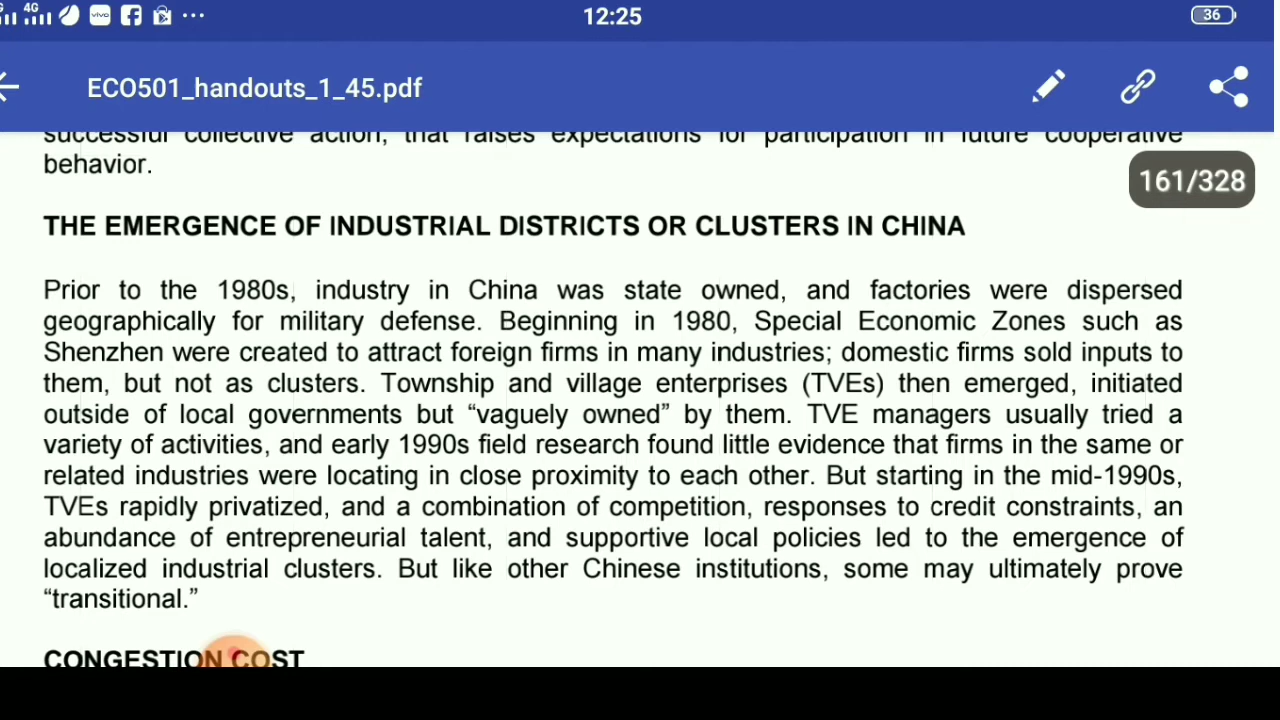 4G 12:25 36
vivo
ECO501_handouts_1_45.pdf
successful collective action, that raises expectations for participation in future cooperative
behavior.
161/328
THE EMERGENCE OF INDUSTRIAL DISTRICTS OR CLUSTERS IN CHINA
Prior to the 1980s, industry in China was state owned, and factories were dispersed
geographically for military defense. Beginning in 1980, Special Economic Zones such as
Shenzhen were created to attract foreign firms in many industries; domestic firms sold inputs to
them, but not as clusters. Township and village enterprises (TVEs) then emerged, initiated
outside of local governments but “vaguely owned” by them. TVE managers usually tried a
variety of activities, and early 1990s field research found little evidence that firms in the same or
related industries were locating in close proximity to each other. But starting in the mid-1990s,
TVEs rapidly privatized, and a combination of competition, responses to credit constraints, an
abundance of entrepreneurial talent, and supportive local policies led to the emergence of
localized industrial clusters. But like other Chinese institutions, some may ultimately prove
“transitional.”
CONGESTION COST